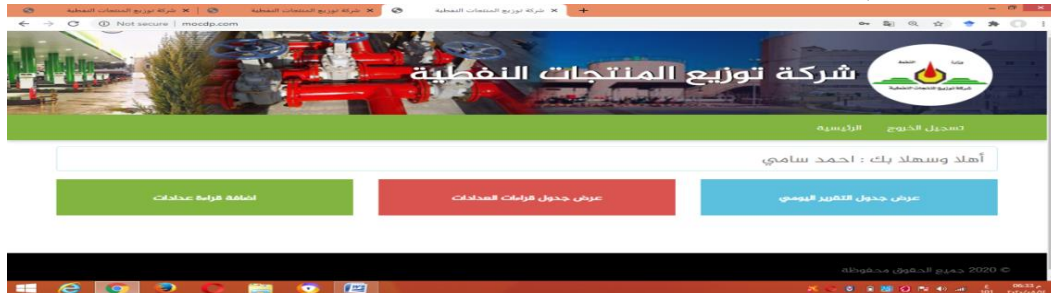 شركة توزيع المنتجات النفطية
شركة توزيع المنتجات النفطية
شركة توزيع المنتجات النفطية
Not secure | mocdp.com
شركة توزيع المنتجات النفطية
الرئيسية تسجيل الخروج
أهلا وسهلا بك : احمد سامي
عرض جدول التقرير اليومي
عرض جدول قراءات العدادات
اضافة قراءة عدادات
© 2020 جميع الحقوق محفوظة
06:33 م